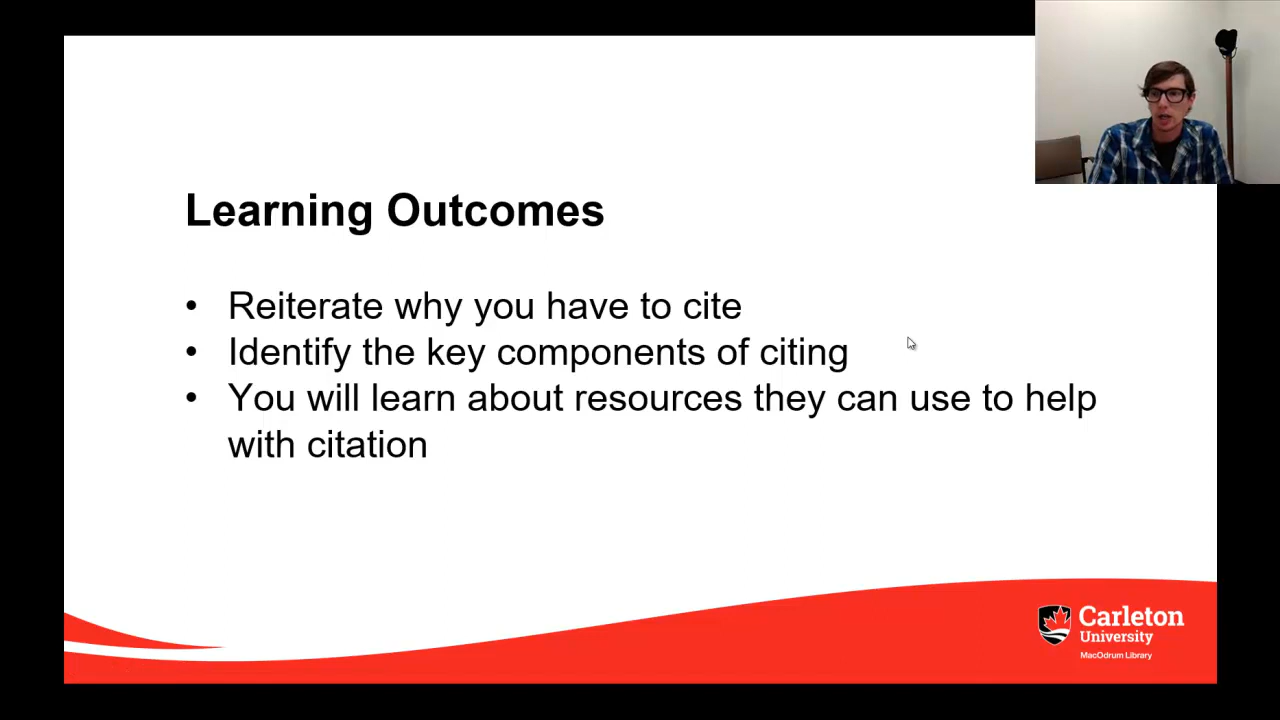 Learning Outcomes
• Reiterate why you have to cite
• Identify the key components of citing
• You will learn about resources they can use to help
with citation
Carleton
University
MacOdrum Library